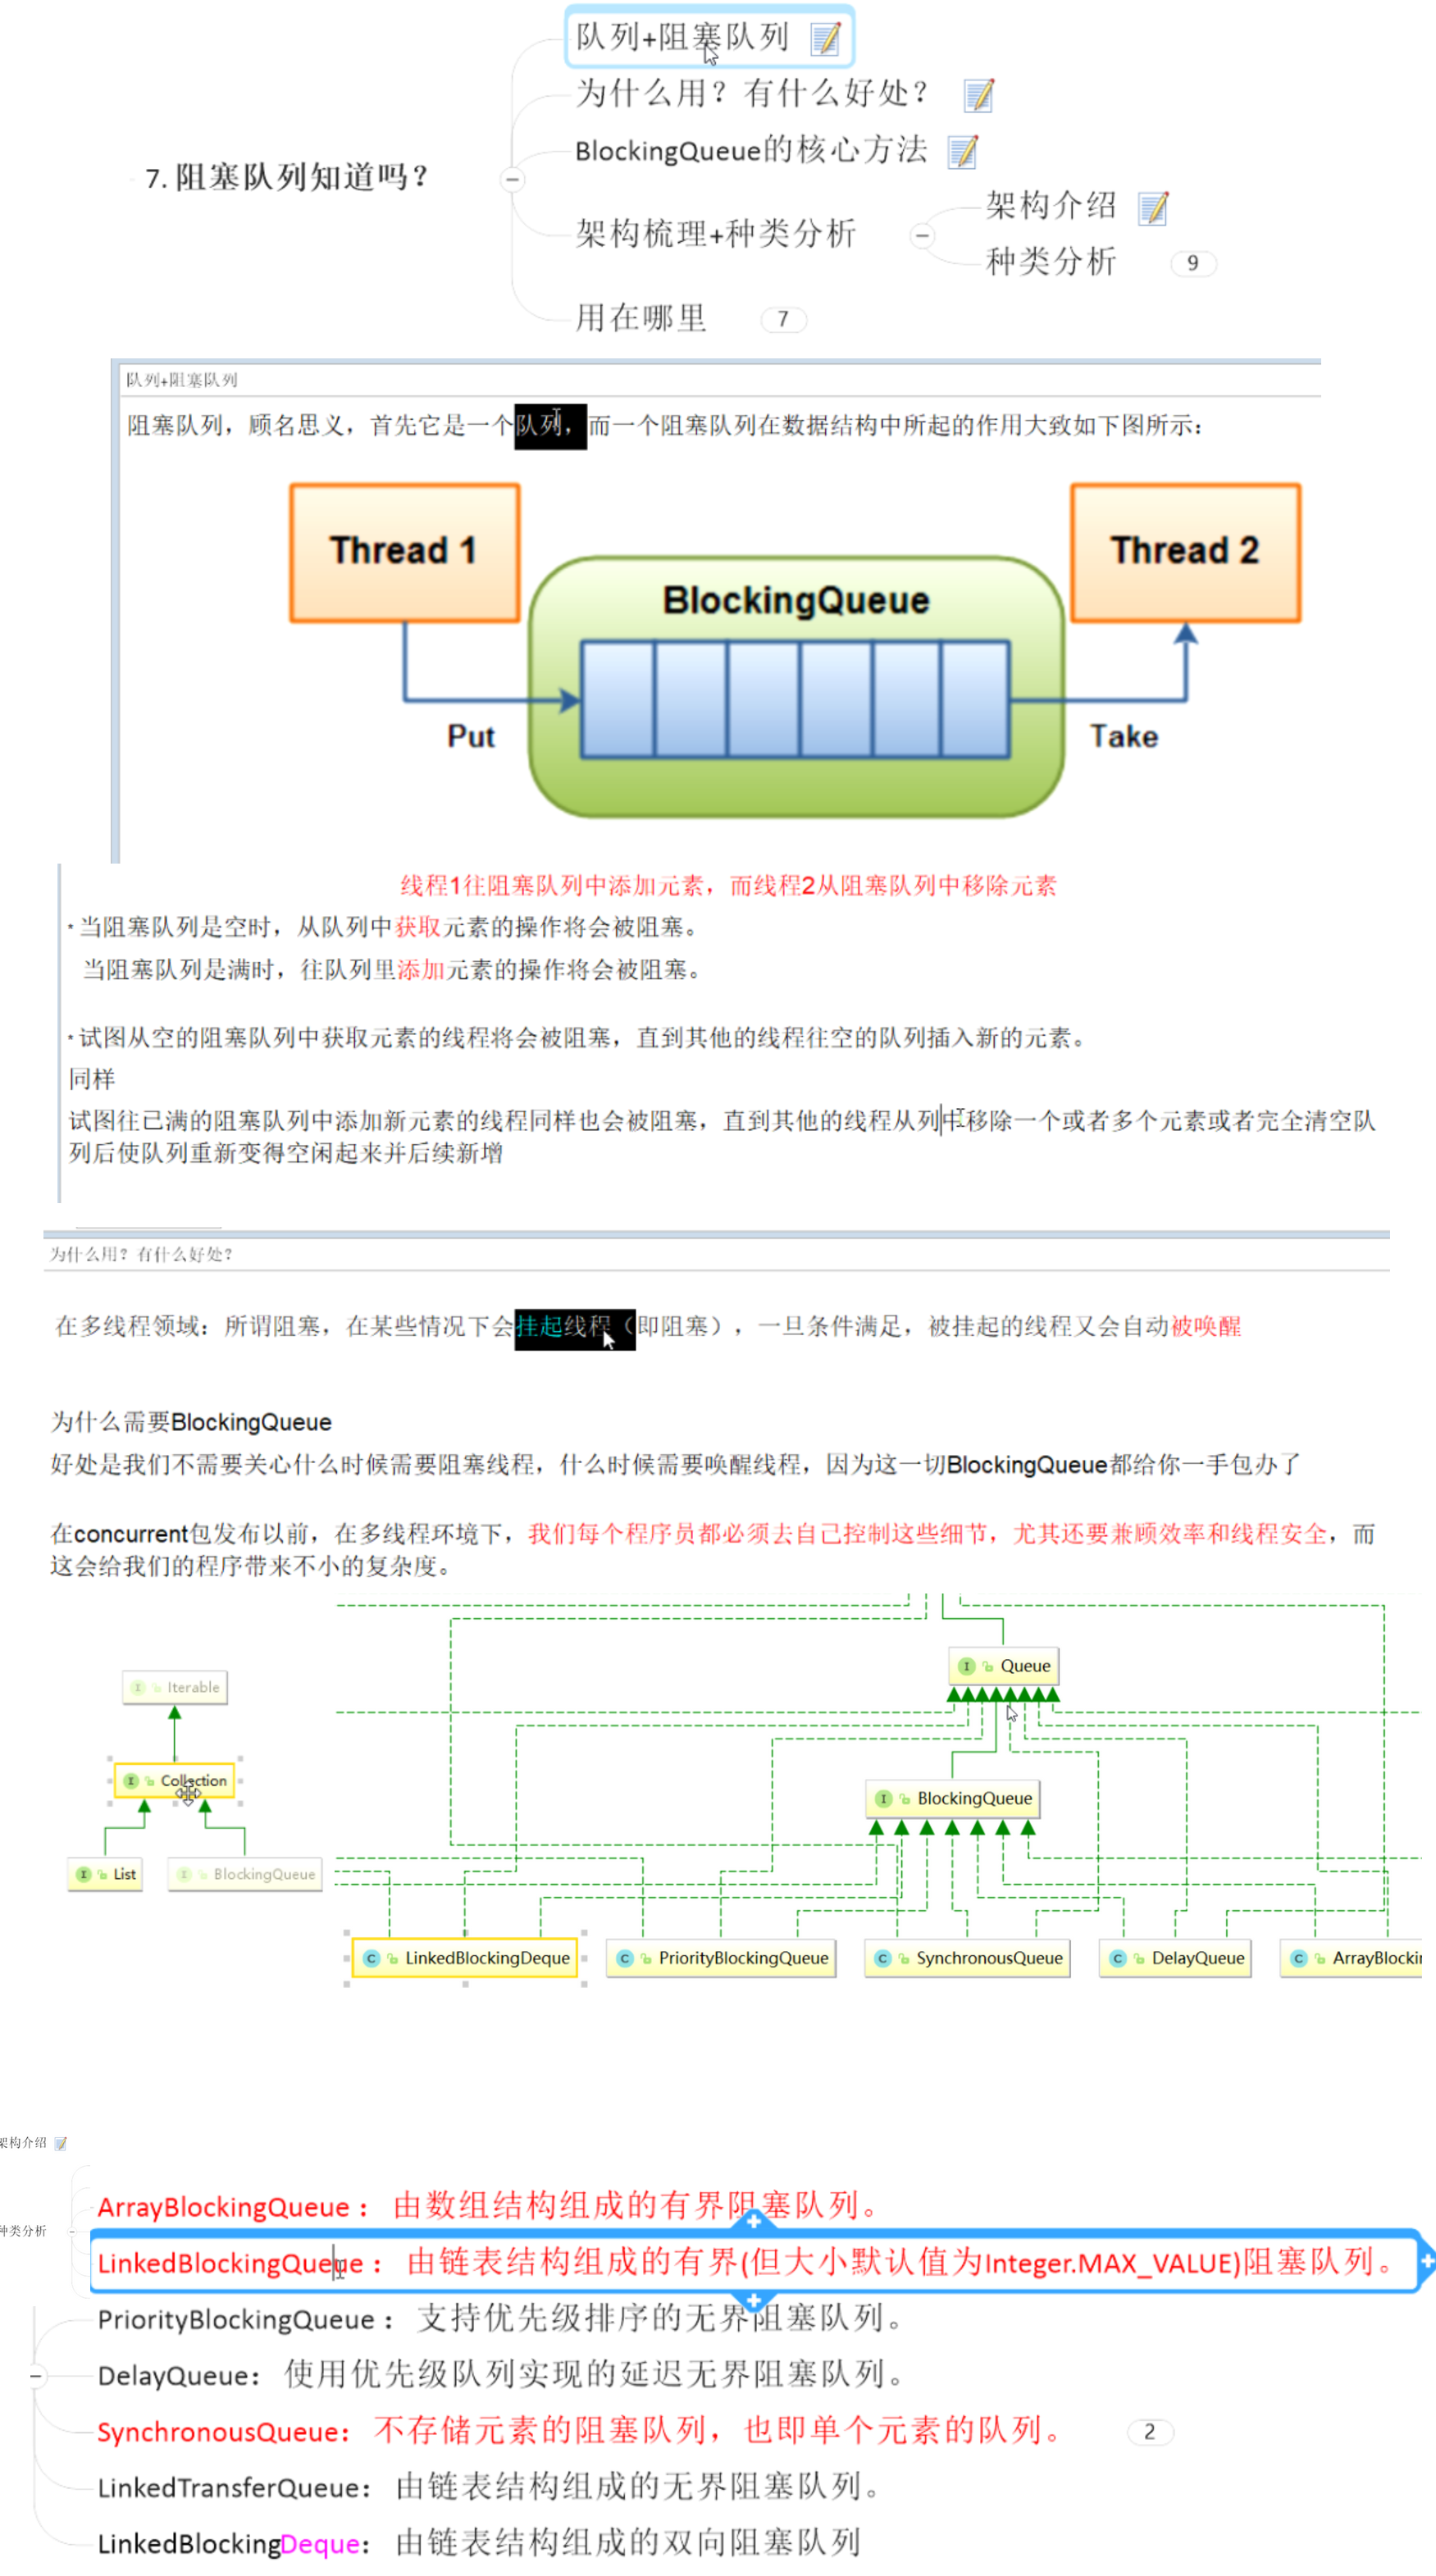 队列+阻塞队列
为什么用？有什么好处？
BlockingQueue的核心方法
7. 阻塞队列知道吗？
架构介绍
架构梳理+种类分析
种类分析 9
用在哪里 7
队列+阻塞队列
阻塞队列，顾名思义，首先它是一个队列，而一个阻塞队列在数据结构中所起的作用大致如下图所示：
Thread 1
Thread 2
BlockingQueue
Put
Take
线程1往阻塞队列中添加元素，而线程2从阻塞队列中移除元素
* 当阻塞队列是空时，从队列中获取元素的操作将会被阻塞。
当阻塞队列是满时，往队列里添加元素的操作将会被阻塞。
* 试图从空的阻塞队列中获取元素的线程将会被阻塞，直到其他的线程往空的队列插入新的元素。
同样
试图往已满的阻塞队列中添加新元素的线程同样也会被阻塞，直到其他的线程从列中移除一个或者多个元素或者完全清空队
列后使队列重新变得空闲起来并后续新增
为什么用？有什么好处？
在多线程领域：所谓阻塞，在某些情况下会挂起线程（即阻塞），一旦条件满足，被挂起的线程又会自动被唤醒
为什么需要BlockingQueue
好处是我们不需要关心什么时候需要阻塞线程，什么时候需要唤醒线程，因为这一切BlockingQueue都给你一手包办了
在concurrent包发布以前，在多线程环境下，我们每个程序员都必须去自己控制这些细节，尤其还要兼顾效率和线程安全，而
这会给我们的程序带来不小的复杂度。
Queue
Iterable
Collection
BlockingQueue
List
BlockingQueue
LinkedBlockingDeque
PriorityBlockingQueue
SynchronousQueue
DelayQueue
ArrayBlocki
架构介绍
ArrayBlockingQueue： 由数组结构组成的有界阻塞队列。
种类分析
LinkedBlockingQueue： 由链表结构组成的有界(但大小默认值为Integer.MAX_VALUE)阻塞队列。
PriorityBlockingQueue： 支持优先级排序的无界阻塞队列。
DelayQueue： 使用优先级队列实现的延迟无界阻塞队列。
SynchronousQueue： 不存储元素的阻塞队列，也即单个元素的队列。 2
LinkedTransferQueue： 由链表结构组成的无界阻塞队列。
LinkedBlockingDeque： 由链表结构组成的双向阻塞队列